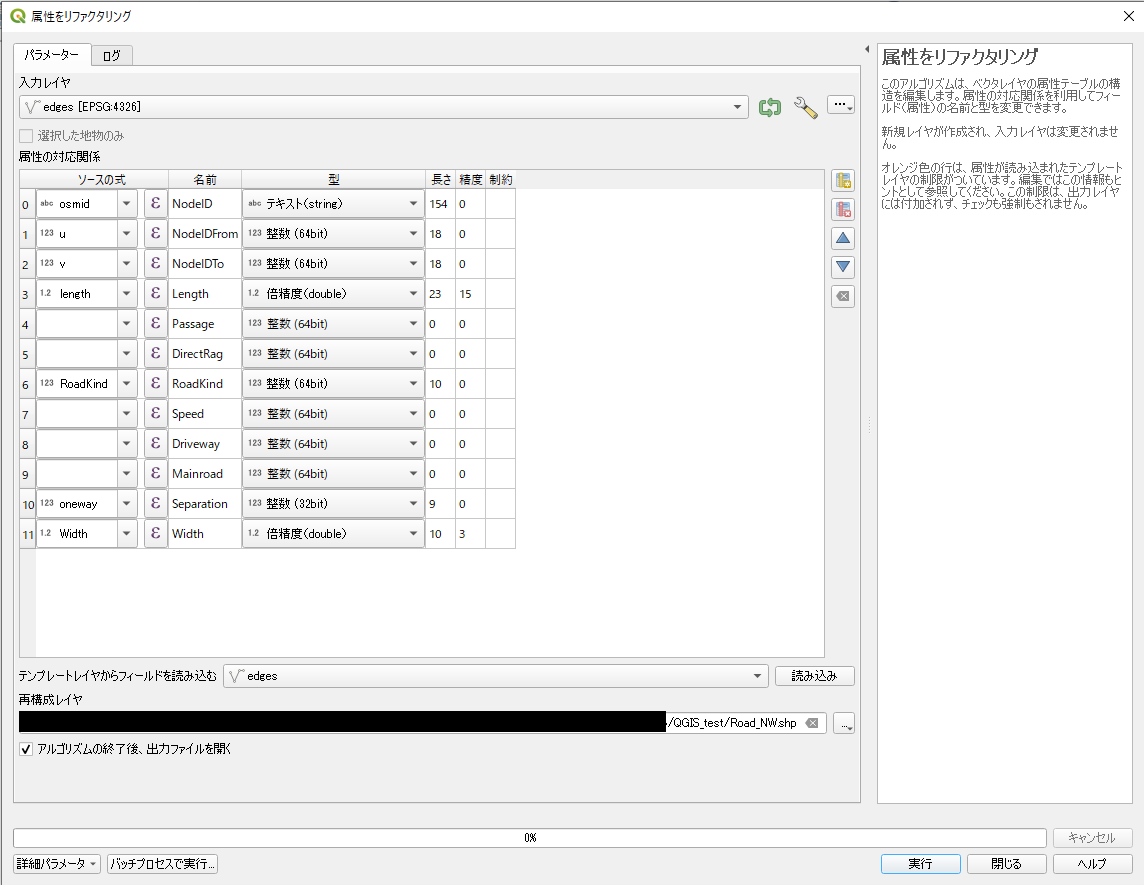 属性をリファクタリング
パラメーター ログ
入力レイヤ
edges [EPSG:4326]
...
選択した地物のみ
属性の対応関係
ソースの式 名前 型 長さ 精度 制約
0 abc osmid ε NodeID abc テキスト(string) 154 0
1 123 u ε NodeIDFrom 123 整数 (64bit) 18 0
2 123 v ε NodeIDTo 123 整数 (64bit) 18 0
3 1.2 length ε Length 1.2 倍精度(double) 23 15
4 ε Passage 123 整数 (64bit) 0 0
5 ε DirectRag 123 整数 (64bit) 0 0
6 123 RoadKind ε RoadKind 123 整数 (64bit) 10 0
7 ε Speed 123 整数 (64bit) 0 0
8 ε Driveway 123 整数 (64bit) 0 0
9 ε Mainroad 123 整数 (64bit) 0 0
10 123 oneway ε Separation 123 整数 (32bit) 9 0
11 1.2 Width ε Width 1.2 倍精度(double) 10 3
テンプレートレイヤからフィールドを読み込む edges 読み込み
再構成レイヤ
/QGIS_test/Road_NW.shp ...
アルゴリズムの終了後、出力ファイルを開く
属性をリファクタリング
このアルゴリズムは、ベクタレイヤの属性テーブルの構
造を編集します。属性の対応関係を利用してフィー
ルド(属性)の名前と型を変更できます。
新規レイヤが作成され、入力レイヤは変更されませ
ん。
オレンジ色の行は、属性が読み込まれたテンプレート
レイヤの制限がついています。編集ではこの情報もヒ
ントとして参照してください。この制限は、出力レイヤ
には付加されず、チェックも強制もされません。
0%
キャンセル
詳細パラメータ バッチプロセスで実行... 実行 閉じる ヘルプ